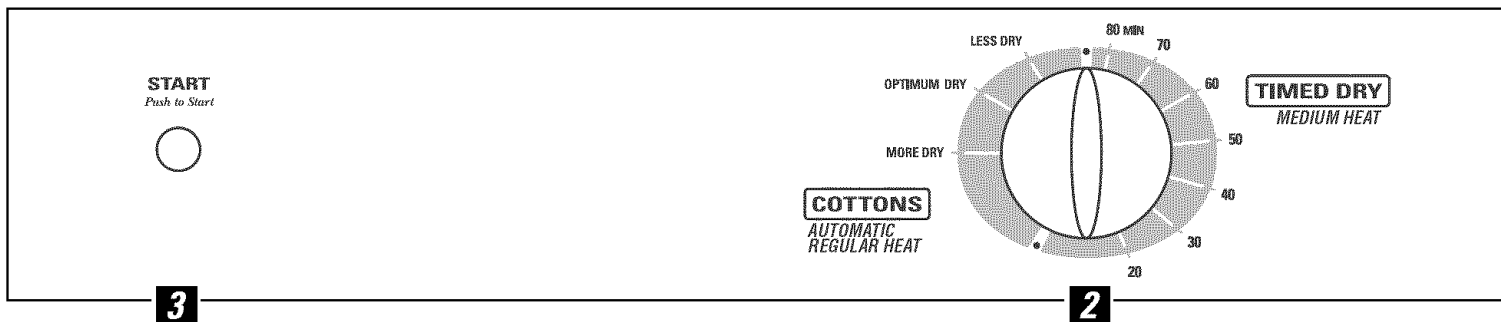 START
Push to Start
3
LESS DRY
OPTIMUM DRY
MORE DRY
COTTONS
AUTOMATIC
REGULAR HEAT
80 MIN
70
60
50
40
30
20
TIMED DRY
MEDIUM HEAT
2